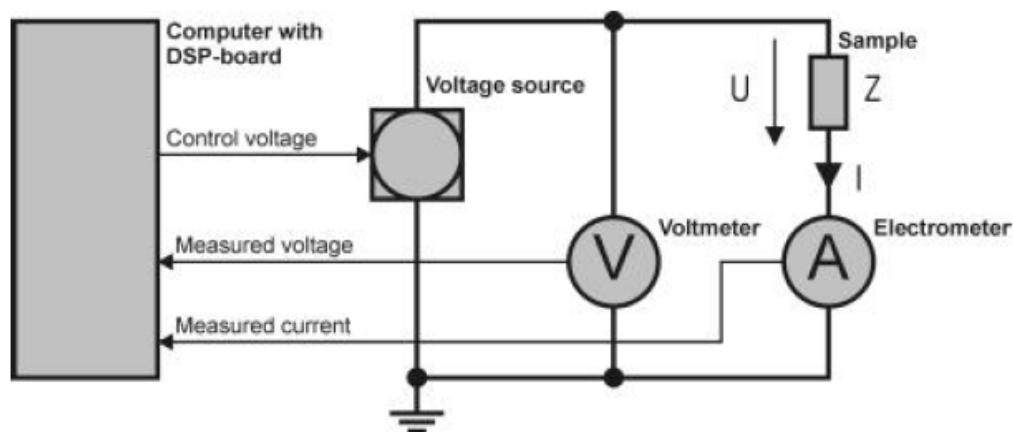 Computer with
DSP-board
Sample
Voltage source
U
Z
Control voltage
I
Measured voltage
V
Voltmeter
A
Electrometer
Measured current